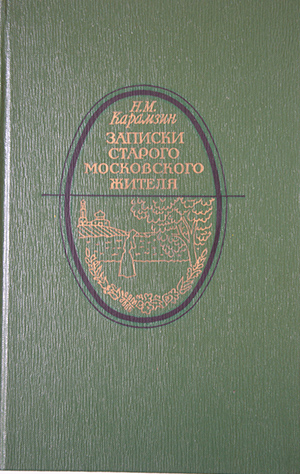 Н.М.
Карамзин
ЗАПИСКИ
СТАРОГО
МОСКОВСКОГО
ЖИТЕЛЯ